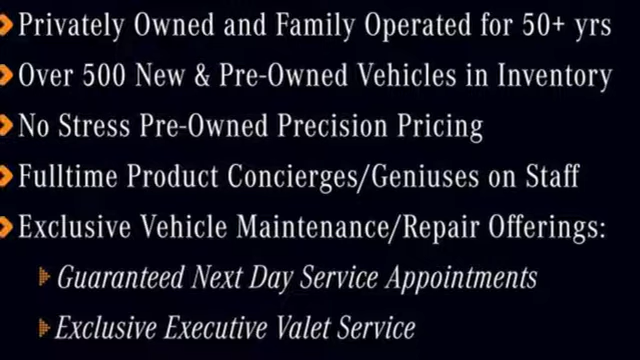 Privately Owned and Family Operated for 50+ yrs
Over 500 New & Pre-Owned Vehicles in Inventory
No Stress Pre-Owned Precision Pricing
Fulltime Product Concierges/Geniuses on Staff
Exclusive Vehicle Maintenance/Repair Offerings:
Guaranteed Next Day Service Appointments
Exclusive Executive Valet Service